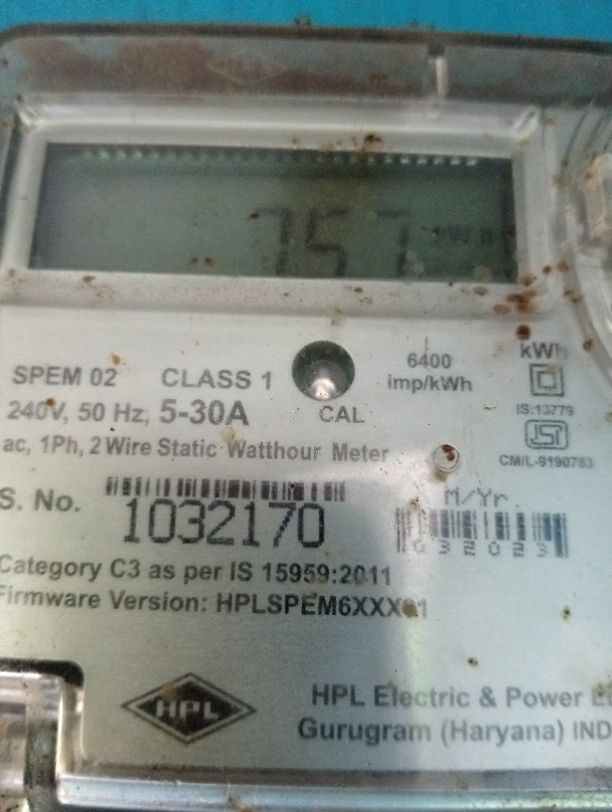 757
kWh
SPEM 02 CLASS 1
CAL
6400
imp/kWh
240V, 50 Hz, 5-30A
ac, 1Ph, 2 Wire Static Watthour Meter
IS:13779
CM/L-9190783
S. No.
1032170
M/Yr.
032023
Category C3 as per IS 15959:2011
Firmware Version:
HPL
HPL Electric & Power
Gurugram (Haryana) IND